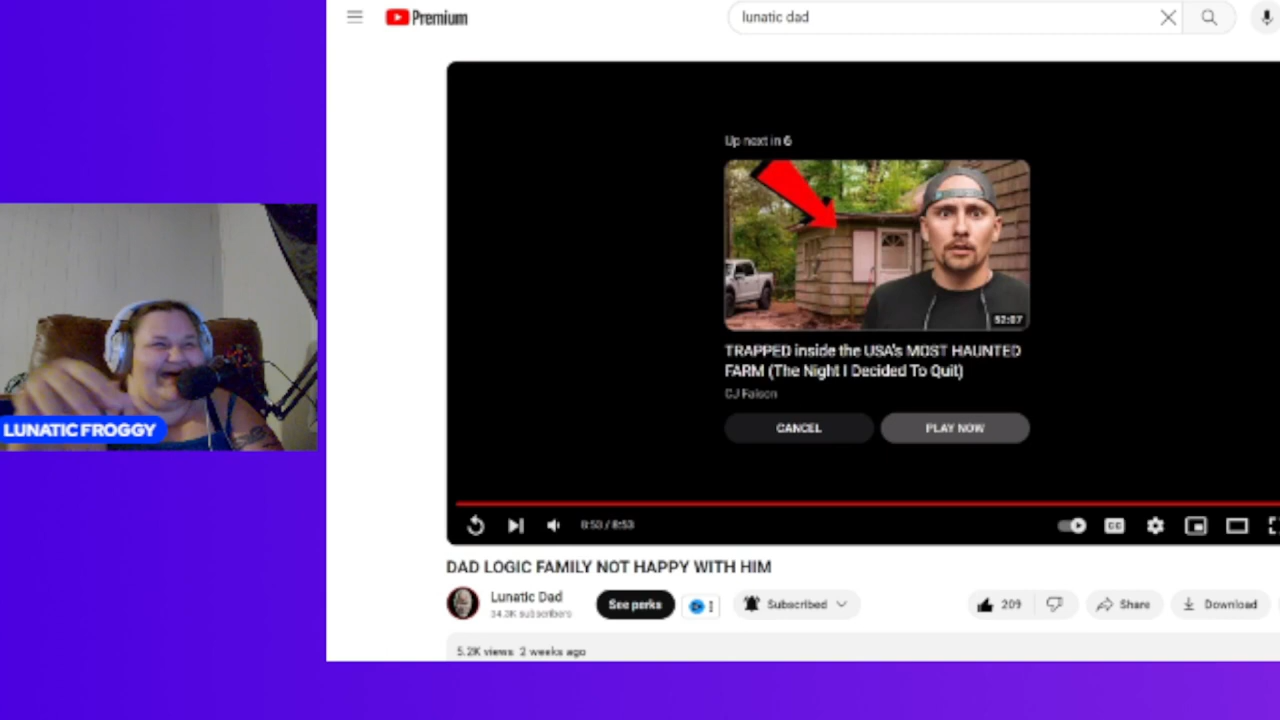 Premium
lunatic dad
Up next in 6
52:07
TRAPPED inside the USA's MOST HAUNTED
FARM (The Night I Decided To Quit)
CJ Faison
CANCEL
PLAY NOW
LUNATIC FROGGY
8:53 / 8:53
CC
DAD LOGIC FAMILY NOT HAPPY WITH HIM
Lunatic Dad
34.3K subscribers
See perks
Subscribed
209
Share
Download
5.2K views 2 weeks ago